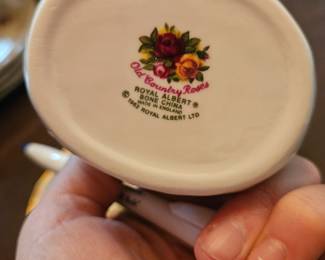 Old Country Roses
ROYAL ALBERT ®
BONE CHINA
MADE IN ENGLAND
© 1962 ROYAL ALBERT LTD